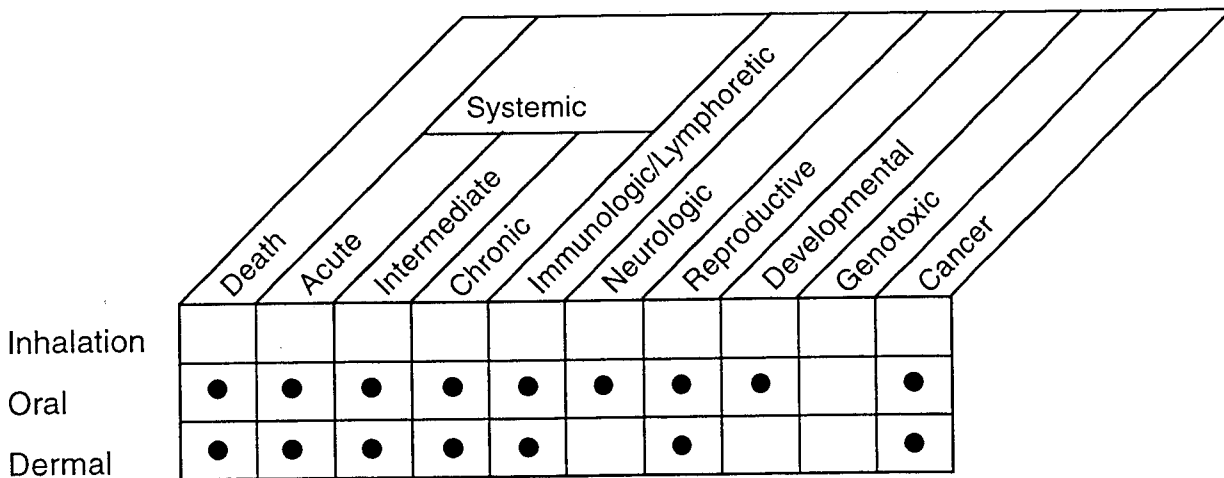 Systemic
Death
Acute
Intermediate
Chronic
Immunologic/Lymphoretic
Neurologic
Reproductive
Developmental
Genotoxic
Cancer
Inhalation
Oral
Dermal